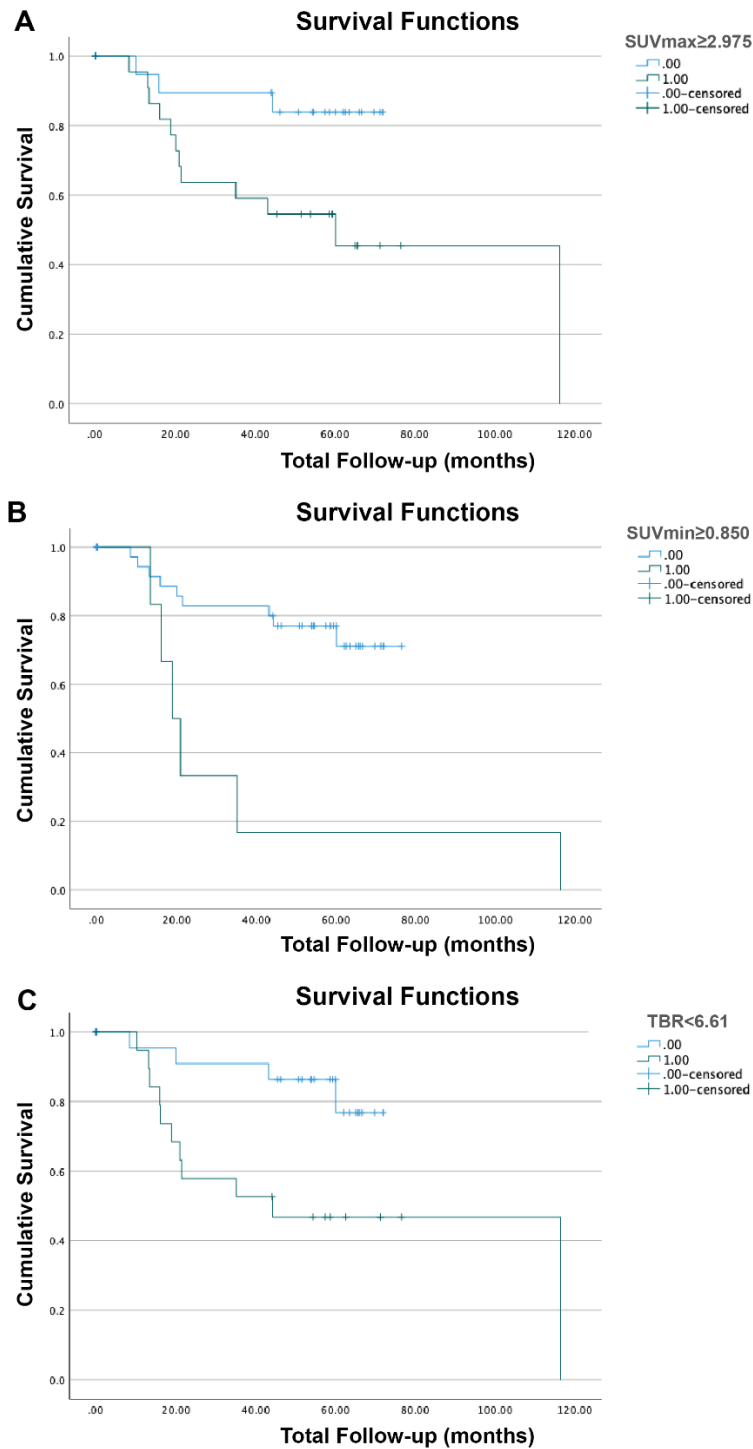 A
Survival Functions
SUVmax≥2.975
.00
1.00
.00-censored
1.00-censored
1.0
0.8
0.6
0.4
0.2
0.0
Cumulative Survival
.00 20.00 40.00 60.00 80.00 100.00 120.00
Total Follow-up (months)
B
Survival Functions
SUVmin≥0.850
.00
1.00
.00-censored
1.00-censored
1.0
0.8
0.6
0.4
0.2
0.0
Cumulative Survival
.00 20.00 40.00 60.00 80.00 100.00 120.00
Total Follow-up (months)
C
Survival Functions
TBR<6.61
.00
1.00
.00-censored
1.00-censored
1.0
0.8
0.6
0.4
0.2
0.0
Cumulative Survival
.00 20.00 40.00 60.00 80.00 100.00 120.00
Total Follow-up (months)